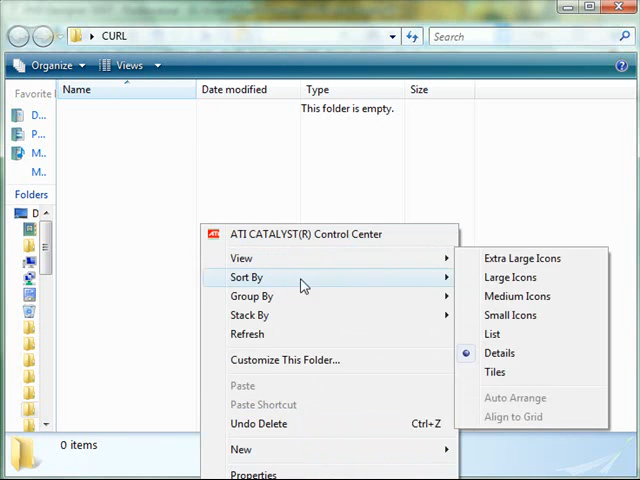 CURL
Search
Organize
Views
Favorite
Name
Date modified
Type
Size
This folder is empty.
D...
P...
M...
M...
Folders
D
ATI CATALYST(R) Control Center
View
Sort By
Group By
Stack By
Refresh
Customize This Folder...
Paste
Paste Shortcut
Undo Delete Ctrl+Z
New
Properties
Extra Large Icons
Large Icons
Medium Icons
Small Icons
List
Details
Tiles
Auto Arrange
Align to Grid
0 items